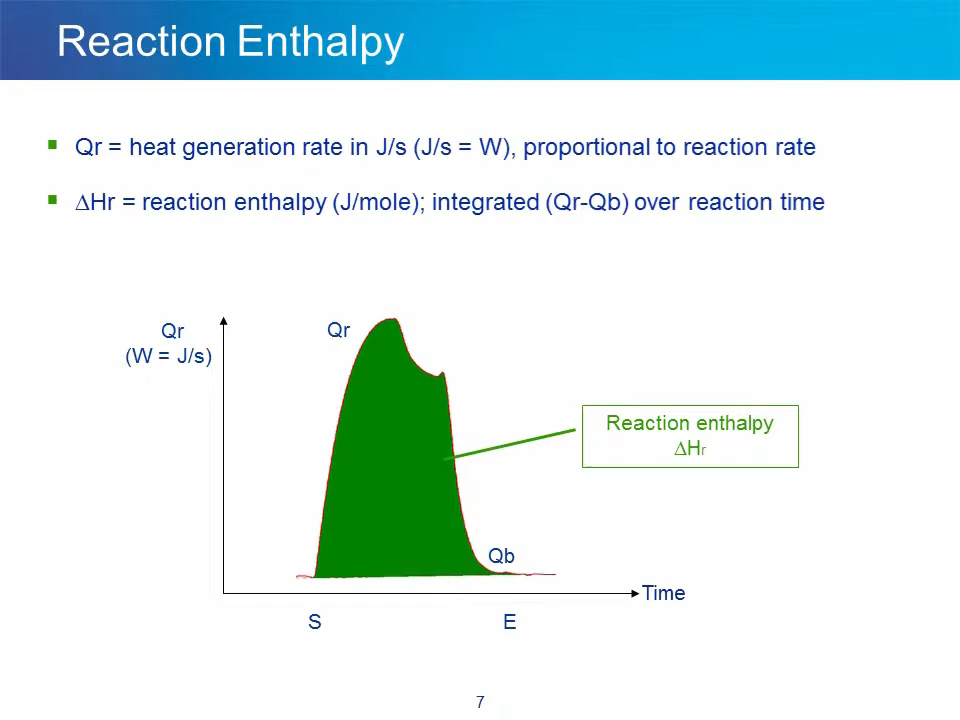 Reaction Enthalpy
Qr = heat generation rate in J/s (J/s = W), proportional to reaction rate
∆Hr = reaction enthalpy (J/mole); integrated (Qr-Qb) over reaction time
Qr
(W = J/s)
Qr
Reaction enthalpy
∆Hr
Qb
Time
S
E
7